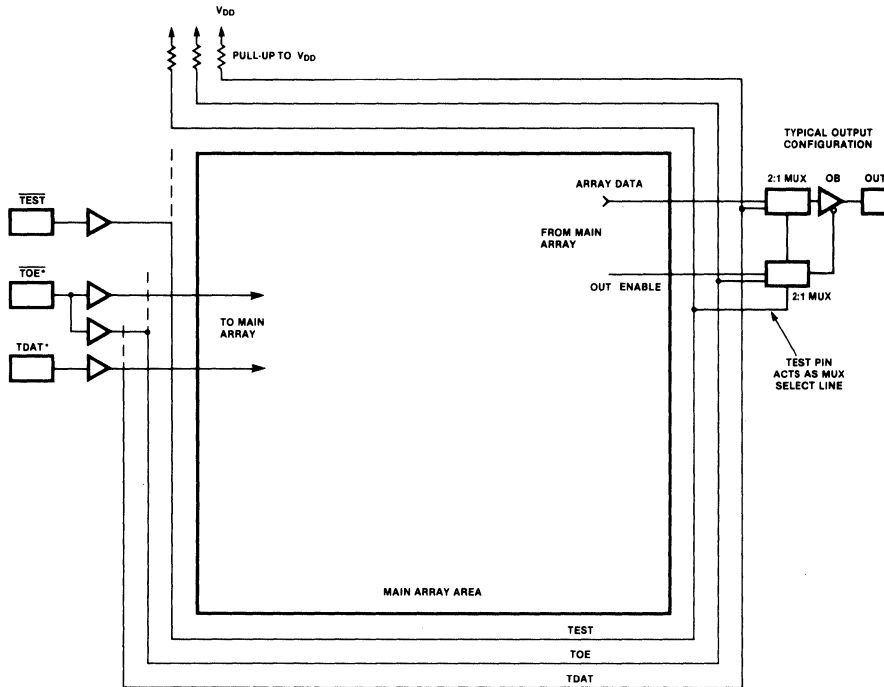 VDD
PULL-UP TO VDD
TYPICAL OUTPUT
CONFIGURATION
2:1 MUX
OB
OUT
ARRAY DATA
TEST
FROM MAIN
ARRAY
TOE*
OUT ENABLE
2:1 MUX
TO MAIN
ARRAY
TDAT*
TEST PIN
ACTS AS MUX
SELECT LINE
MAIN ARRAY AREA
TEST
TOE
TDAT